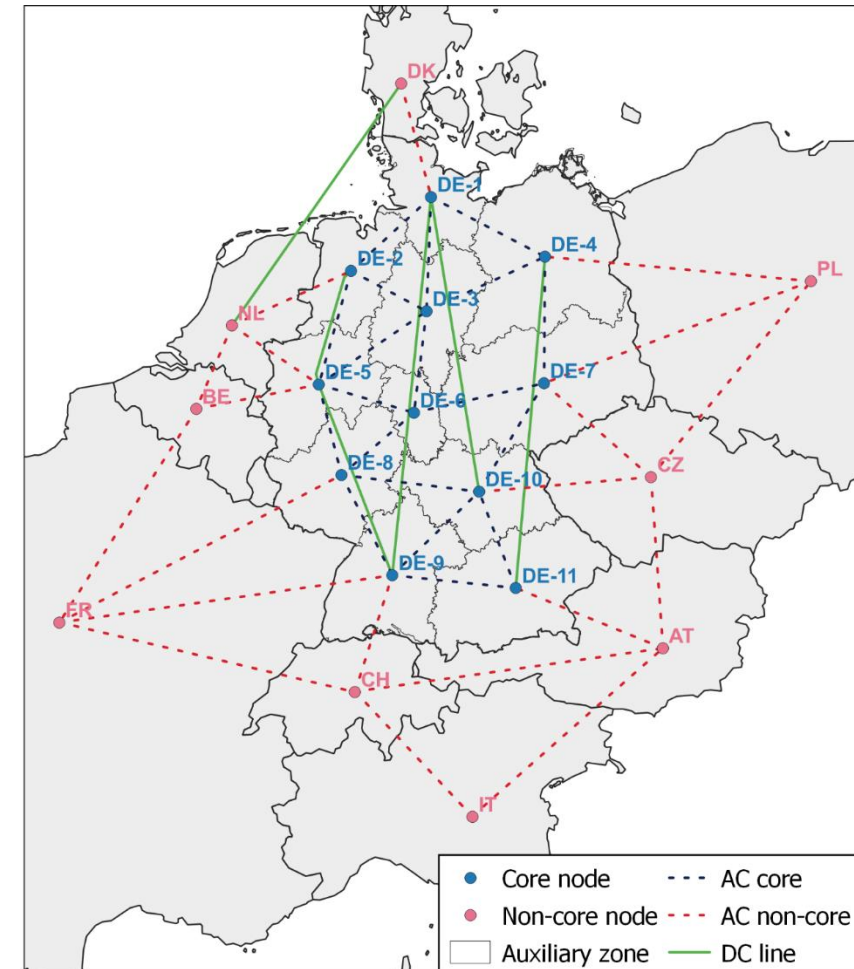 DK
DE-1
DE-4
DE-2
PL
DE-3
NL
DE-5
DE-7
BE
DE-6
DE-8
CZ
DE-10
DE-9
DE-11
FR
AT
CH
IT
Core node
AC core
Non-core node
AC non-core
Auxiliary zone
DC line